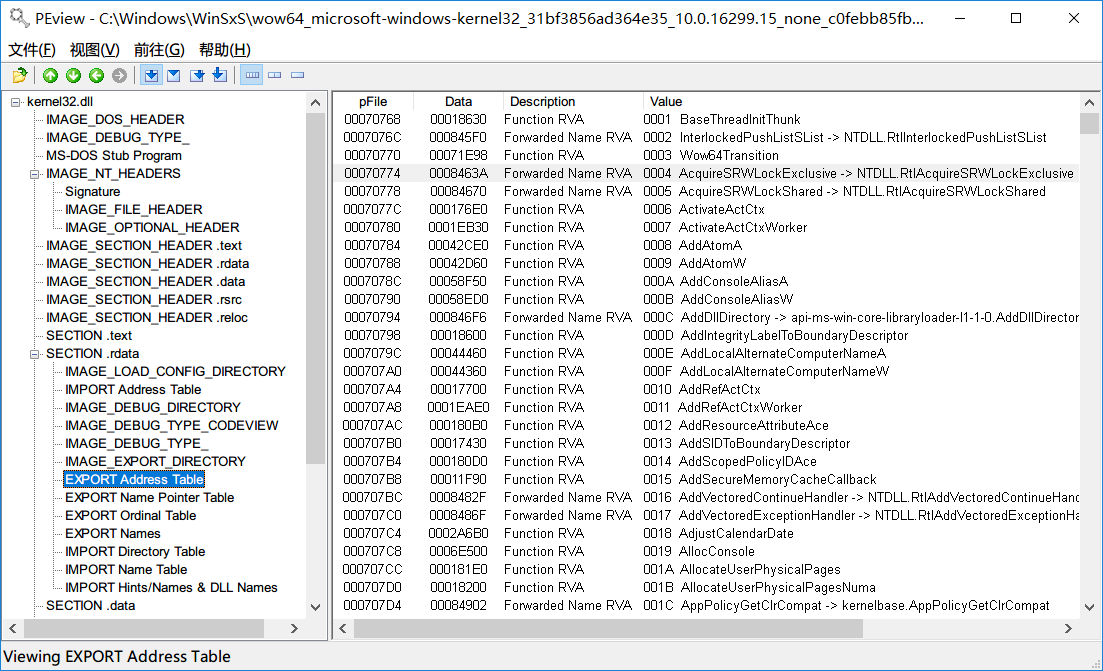 PEview - C:\Windows\WinSxS\wow64_microsoft-windows-kernel32_31bf3856ad364e35_10.0.16299.15_none_c0febb85fb...
文件(F) 视图(V) 前往(G) 帮助(H)
kernel32.dll
IMAGE_DOS_HEADER
IMAGE_DEBUG_TYPE_
MS-DOS Stub Program
IMAGE_NT_HEADERS
Signature
IMAGE_FILE_HEADER
IMAGE_OPTIONAL_HEADER
IMAGE_SECTION_HEADER .text
IMAGE_SECTION_HEADER .rdata
IMAGE_SECTION_HEADER .data
IMAGE_SECTION_HEADER .rsrc
IMAGE_SECTION_HEADER .reloc
SECTION .text
SECTION .rdata
IMAGE_LOAD_CONFIG_DIRECTORY
IMPORT Address Table
IMAGE_DEBUG_DIRECTORY
IMAGE_DEBUG_TYPE_CODEVIEW
IMAGE_DEBUG_TYPE_
IMAGE_EXPORT_DIRECTORY
EXPORT Address Table
EXPORT Name Pointer Table
EXPORT Ordinal Table
EXPORT Names
IMPORT Directory Table
IMPORT Name Table
IMPORT Hints/Names & DLL Names
SECTION .data
pFile Data Description Value
00070768 00018630 Function RVA 0001 BaseThreadInitThunk
0007076C 000845F0 Forwarded Name RVA 0002 InterlockedPushListSList -> NTDLL.RtlInterlockedPushListSList
00070770 00071E98 Function RVA 0003 Wow64Transition
00070774 0008463A Forwarded Name RVA 0004 AcquireSRWLockExclusive -> NTDLL.RtlAcquireSRWLockExclusive
00070778 00084670 Forwarded Name RVA 0005 AcquireSRWLockShared -> NTDLL.RtlAcquireSRWLockShared
0007077C 000176E0 Function RVA 0006 ActivateActCtx
00070780 0001EB30 Function RVA 0007 ActivateActCtxWorker
00070784 00042CE0 Function RVA 0008 AddAtomA
00070788 00042D60 Function RVA 0009 AddAtomW
0007078C 00058F50 Function RVA 000A AddConsoleAliasA
00070790 00058ED0 Function RVA 000B AddConsoleAliasW
00070794 000846F6 Forwarded Name RVA 000C AddDllDirectory -> api-ms-win-core-libraryloader-l1-1-0.AddDllDirector
00070798 00018600 Function RVA 000D AddIntegrityLabelToBoundaryDescriptor
0007079C 00044460 Function RVA 000E AddLocalAlternateComputerNameA
000707A0 00044360 Function RVA 000F AddLocalAlternateComputerNameW
000707A4 00017700 Function RVA 0010 AddRefActCtx
000707A8 0001EAE0 Function RVA 0011 AddRefActCtxWorker
000707AC 000180B0 Function RVA 0012 AddResourceAttributeAce
000707B0 00017430 Function RVA 0013 AddSIDToBoundaryDescriptor
000707B4 000180D0 Function RVA 0014 AddScopedPolicyIDAce
000707B8 00011F90 Function RVA 0015 AddSecureMemoryCacheCallback
000707BC 0008482F Forwarded Name RVA 0016 AddVectoredContinueHandler -> NTDLL.RtlAddVectoredContinueHand
000707C0 0008486F Forwarded Name RVA 0017 AddVectoredExceptionHandler -> NTDLL.RtlAddVectoredExceptionHa
000707C4 0002A6B0 Function RVA 0018 AdjustCalendarDate
000707C8 0006E500 Function RVA 0019 AllocConsole
000707CC 000181E0 Function RVA 001A AllocateUserPhysicalPages
000707D0 00018200 Function RVA 001B AllocateUserPhysicalPagesNuma
000707D4 00084902 Forwarded Name RVA 001C AppPolicyGetClrCompat -> kernelbase.AppPolicyGetClrCompat
Viewing EXPORT Address Table